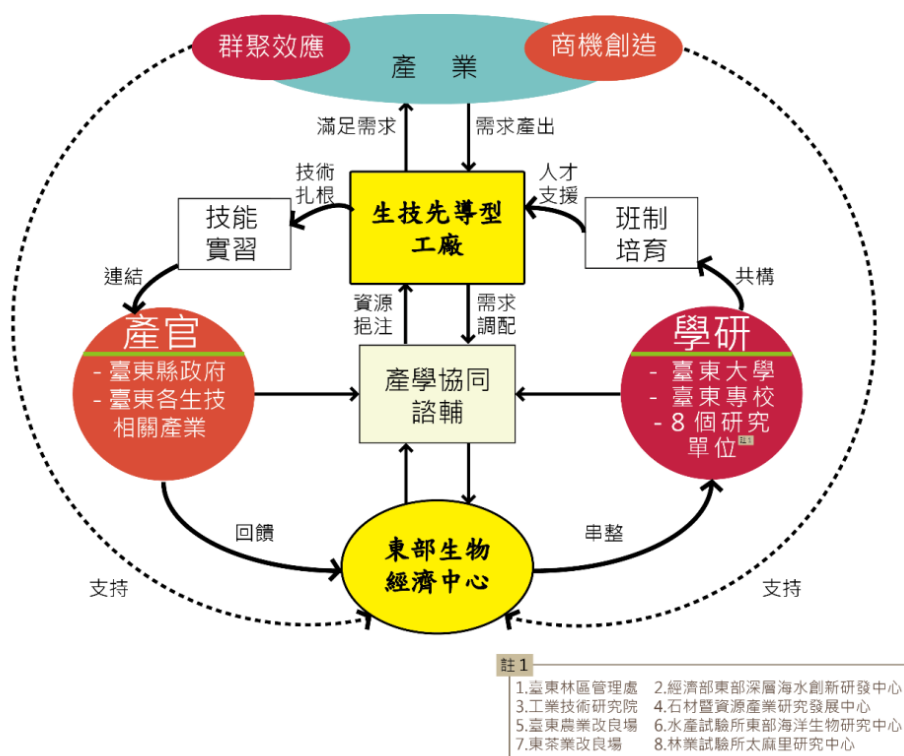 群聚效應
商機創造
產 業
滿足需求
需求產出
技術
扎根
人才
支援
生技先導型
工廠
技能
實習
班制
培育
連結
共構
資源
挹注
需求
調配
產官
- 臺東縣政府
- 臺東各生技
相關產業
產學協同
諮輔
學研
- 臺東大學
- 臺東專校
- 8 個研究
單位註1
回饋
串整
東部生物
經濟中心
支持
支持
註 1
1.臺東林區管理處 2.經濟部東部深層海水創新研發中心
3.工業技術研究院 4.石材暨資源產業研究發展中心
5.臺東農業改良場 6.水產試驗所東部海洋生物研究中心
7.東茶業改良場 8.林業試驗所太麻里研究中心